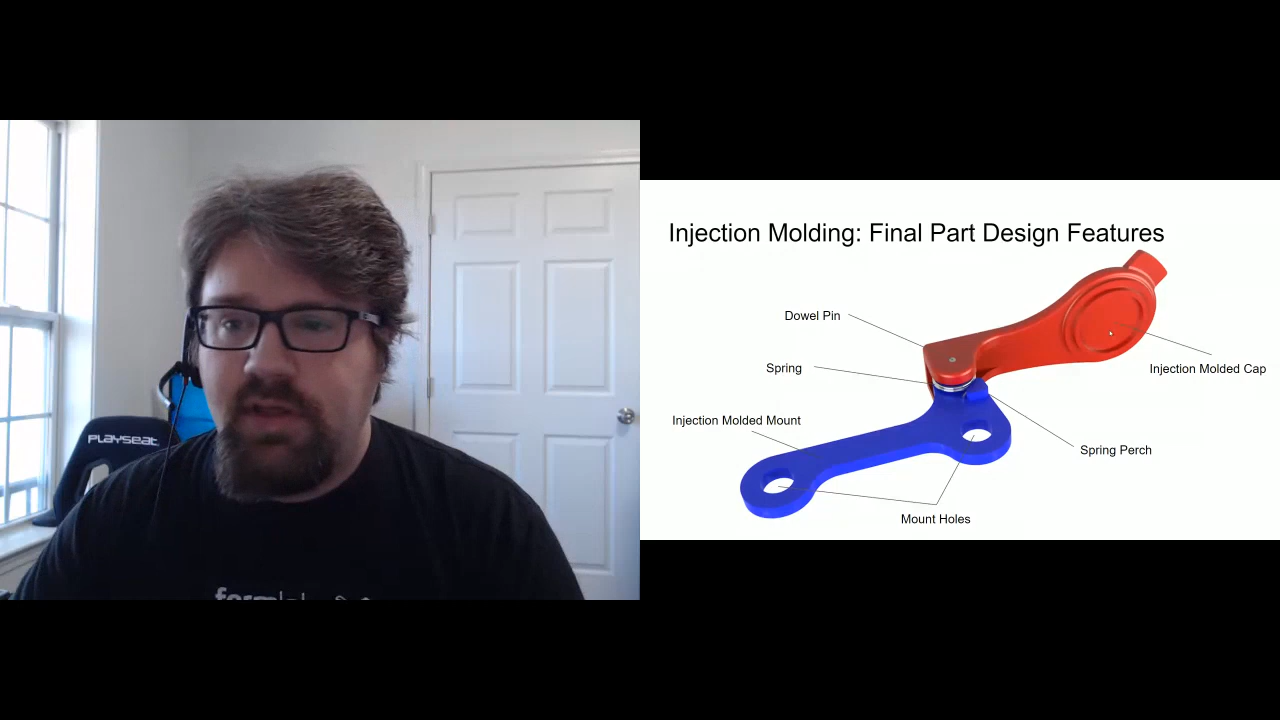 PLAYSEAT
Injection Molding: Final Part Design Features
Dowel Pin
Spring
Injection Molded Cap
Injection Molded Mount
Spring Perch
Mount Holes